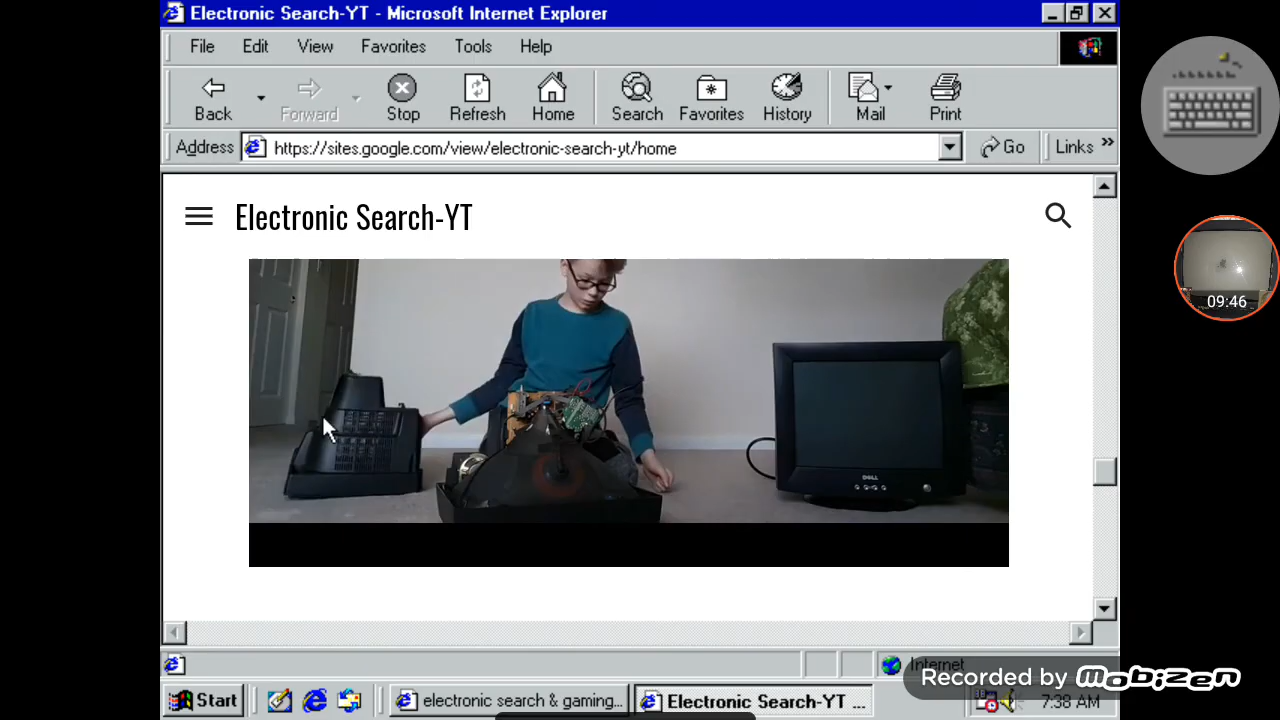 Electronic Search-YT - Microsoft Internet Explorer
File Edit View Favorites Tools Help
Back Forward Stop Refresh Home Search Favorites History Mail Print
Address https://sites.google.com/view/electronic-search-yt/home Go Links »
Electronic Search-YT
DELL
09:46
Internet
Recorded by mobizen
Start electronic search & gaming... Electronic Search-YT ... 7:38 AM